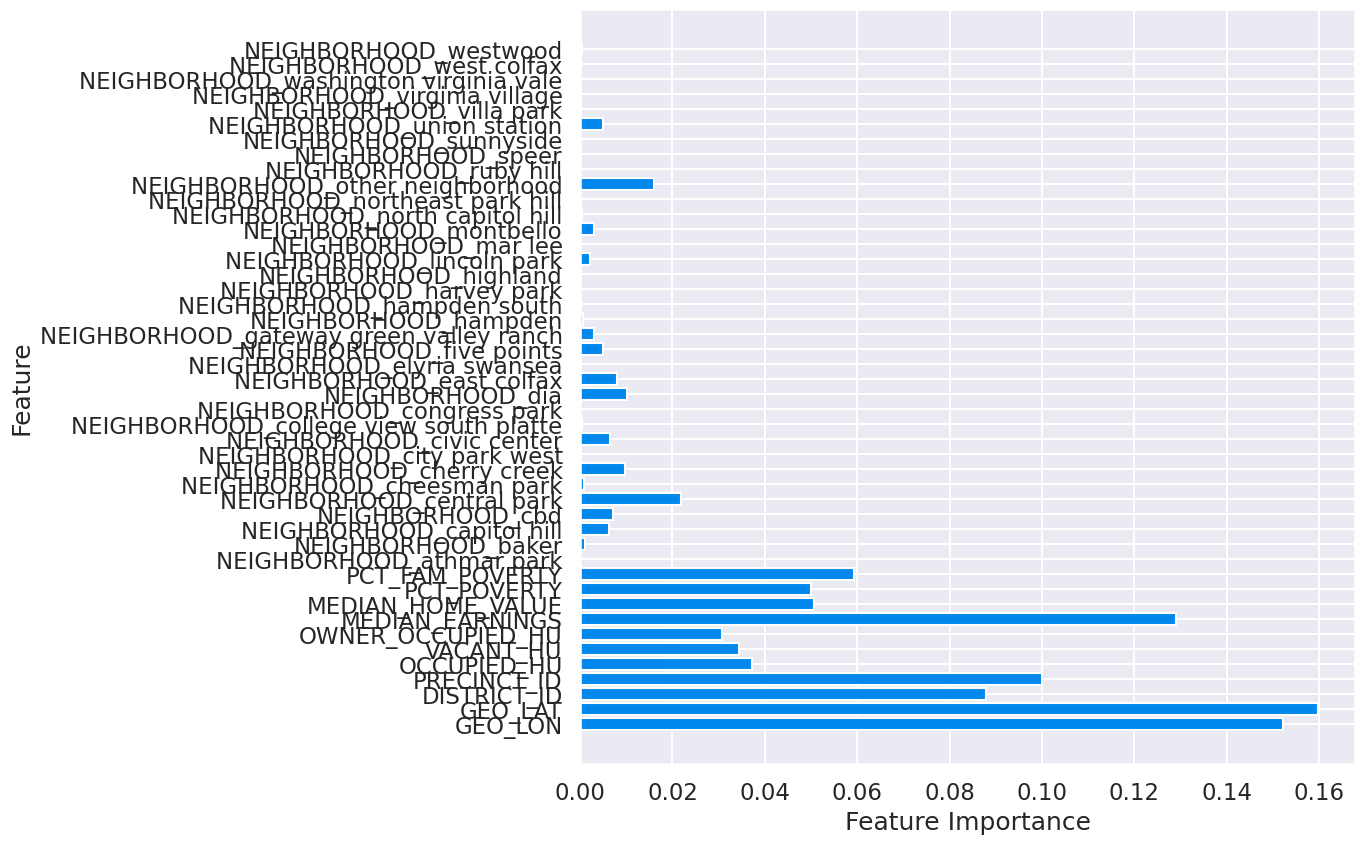 NEIGHBORHOOD_westwood
NEIGHBORHOOD_west colfax
NEIGHBORHOOD_washington virginia vale
NEIGHBORHOOD_virginia village
NEIGHBORHOOD_villa park
NEIGHBORHOOD_union station
NEIGHBORHOOD_sunnyside
NEIGHBORHOOD_speer
NEIGHBORHOOD_ruby hill
NEIGHBORHOOD_other neighborhood
NEIGHBORHOOD_northeast park hill
NEIGHBORHOOD_north capitol hill
NEIGHBORHOOD_montbello
NEIGHBORHOOD_mar lee
NEIGHBORHOOD_lincoln park
NEIGHBORHOOD_highland
NEIGHBORHOOD_harvey park
NEIGHBORHOOD_hampden south
NEIGHBORHOOD_hampden
NEIGHBORHOOD_gateway green valley ranch
NEIGHBORHOOD_five points
NEIGHBORHOOD_elyria swansea
NEIGHBORHOOD_east colfax
NEIGHBORHOOD_dia
NEIGHBORHOOD_congress park
NEIGHBORHOOD_college view south platte
NEIGHBORHOOD_civic center
NEIGHBORHOOD_city park west
NEIGHBORHOOD_cherry creek
NEIGHBORHOOD_cheesman park
NEIGHBORHOOD_central park
NEIGHBORHOOD_cbd
NEIGHBORHOOD_capitol hill
NEIGHBORHOOD_baker
NEIGHBORHOOD_athmar park
PCT_FAM_POVERTY
PCT_POVERTY
MEDIAN_HOME_VALUE
MEDIAN_EARNINGS
OWNER_OCCUPIED_HU
VACANT_HU
OCCUPIED_HU
PRECINCT_ID
DISTRICT_ID
GEO_LAT
GEO_LON
Feature
0.00 0.02 0.04 0.06 0.08 0.10 0.12 0.14 0.16
Feature Importance